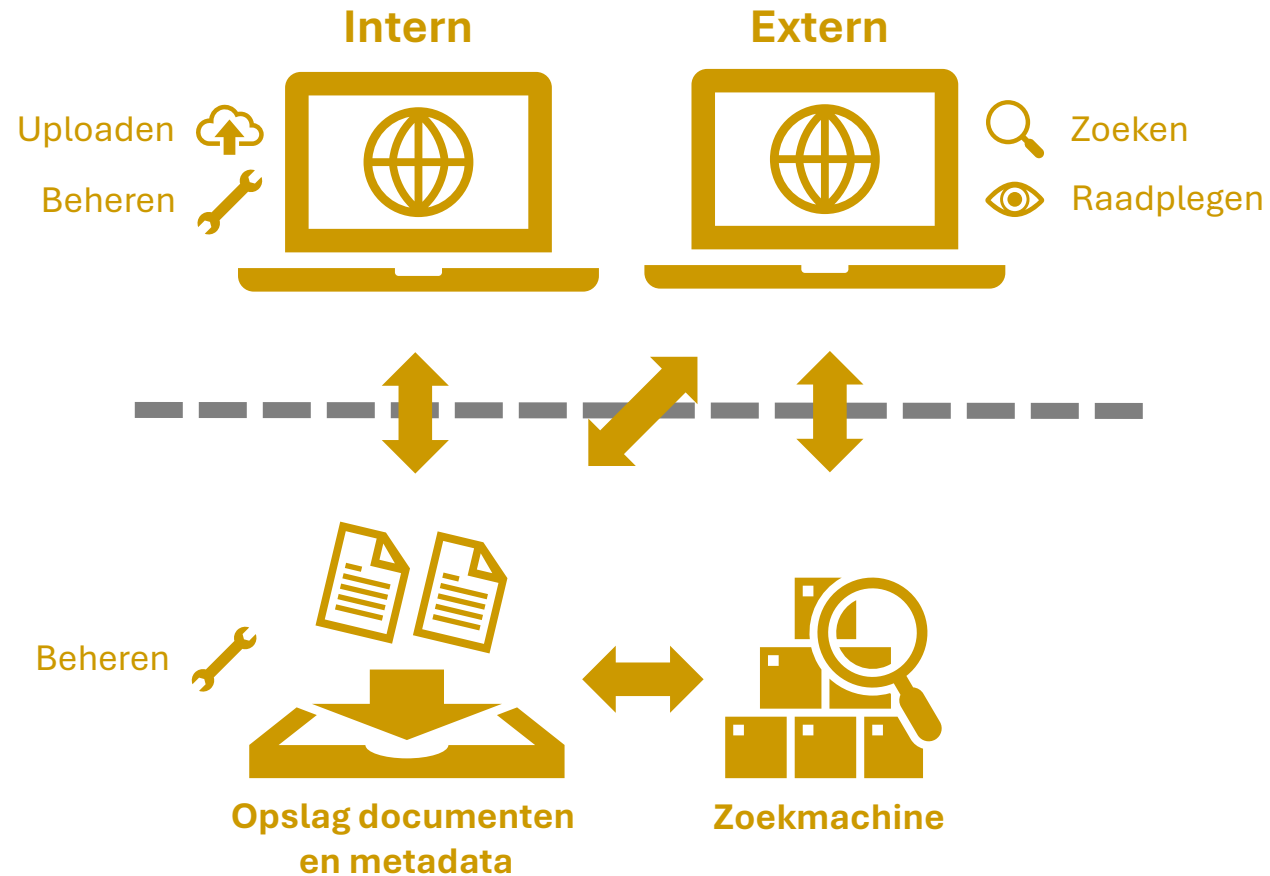 Intern
Extern
Uploaden
Beheren
Zoeken
Raadplegen
Beheren
Opslag documenten
en metadata
Zoekmachine